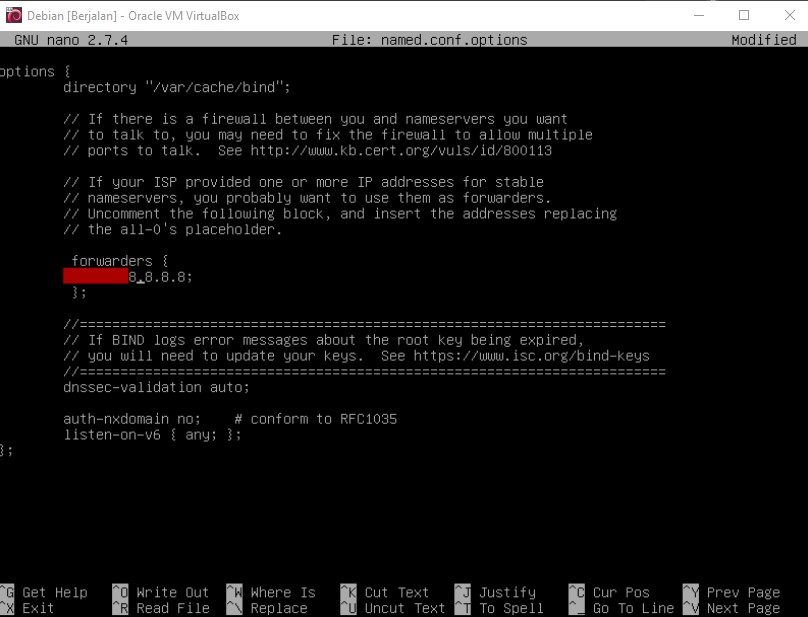 Debian [Berjalan] - Oracle VM VirtualBox
GNU nano 2.7.4 File: named.conf.options Modified
options {
directory "/var/cache/bind";
// If there is a firewall between you and nameservers you want
// to talk to, you may need to fix the firewall to allow multiple
// ports to talk.  See http://www.kb.cert.org/vuls/id/800113
// If your ISP provided one or more IP addresses for stable
// nameservers, you probably want to use them as forwarders.
// Uncomment the following block, and insert the addresses replacing
// the all-0's placeholder.
forwarders {
8.8.8.8;
};
//=========================================================================
// If BIND logs error messages about the root key being expired,
// you will need to update your keys.  See https://www.isc.org/bind-keys
//=========================================================================
dnssec-validation auto;
auth-nxdomain no;    # conform to RFC1035
listen-on-v6 { any; };
};
^G Get Help ^O Write Out ^W Where Is ^K Cut Text ^J Justify ^C Cur Pos ^Y Prev Page
^X Exit ^R Read File ^\ Replace ^U Uncut Text ^T To Spell ^_ Go To Line ^V Next Page